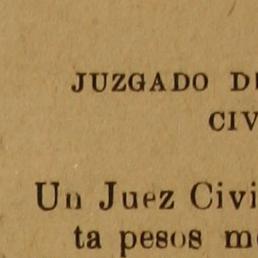 JUZGADO
CIV
Un Juez Civi
ta pesos m